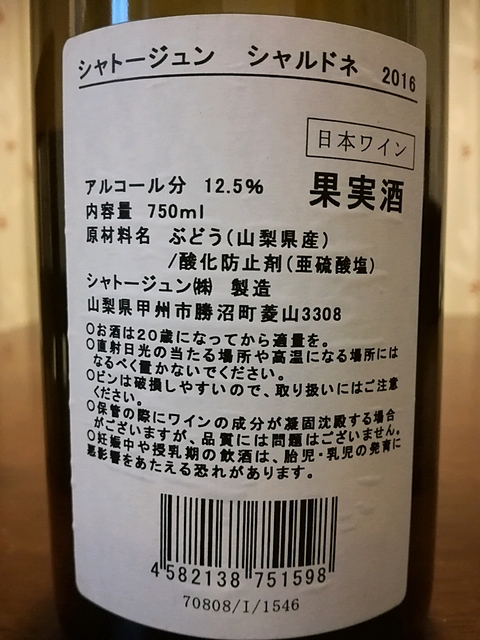 シャトージュン　シャルドネ　2016
日本ワイン
果実酒
アルコール分　12.5%
内容量　750ml
原材料名　ぶどう(山梨県産)
/酸化防止剤(亜硫酸塩)
シャトージュン㈱　製造
山梨県甲州市勝沼町菱山3308
○お酒は20歳になってから適量を。
○直射日光の当たる場所や高温になる場所には
なるべく置かないでください。
○ビンは破損しやすいので、取り扱いにはご注意
ください。
○保管の際にワインの成分が凝固沈殿する場合
がございますが、品質には問題はございません。
○妊娠中や授乳期の飲酒は、胎児・乳児の発育に
悪影響をあたえる恐れがあります。
4 582138 751598
70808/I/1546